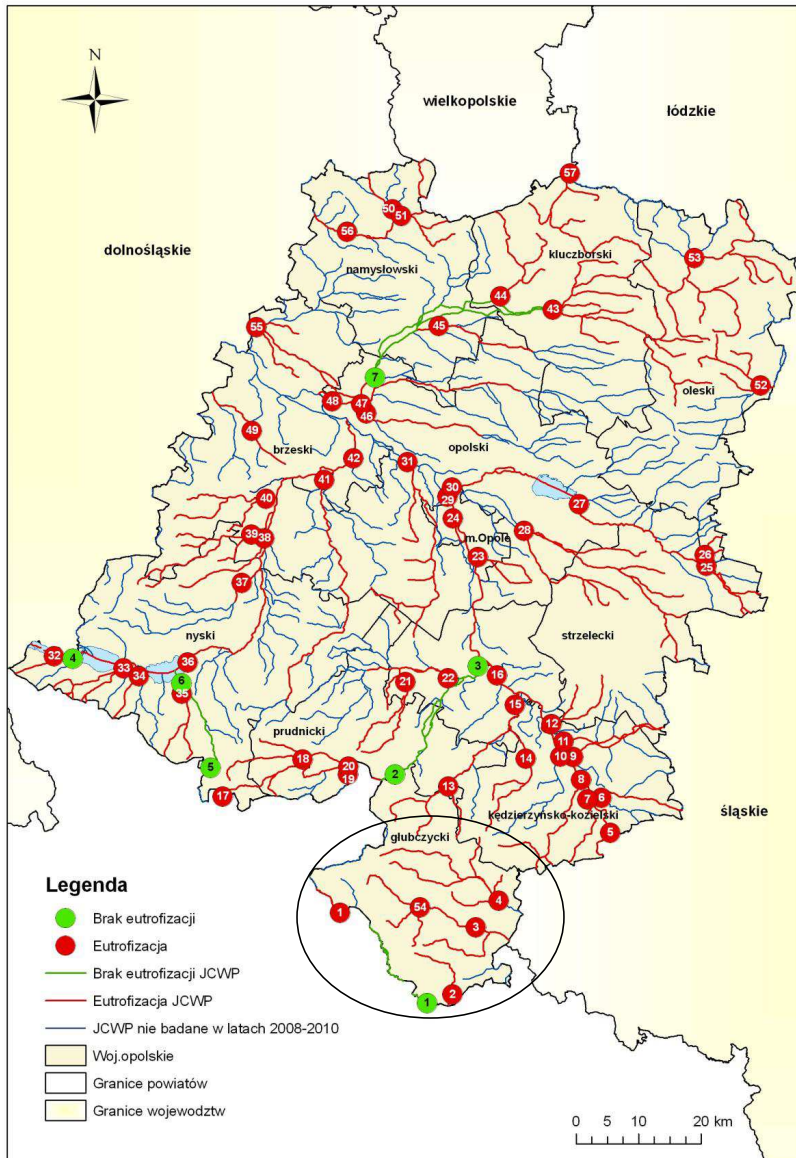 N
wielkopolskie
łódzkie
57
50
51
dolnośląskie
56
kluczborski
53
namysłowski
44
43
55
45
7
oleski
52
48
47
46
49
opolski
brzeski
42
31
41
30
40
29
27
24
28
39
38
m.Opole
23
26
25
37
nyski
strzelecki
32
4
36
3
33
34
22
16
6
21
35
15
12
prudnicki
11
18
14
10
9
5
20
2
8
19
13
17
7
6
kędzierzyńsko-kozielski
śląskie
5
głubczycki
Legenda
4
54
1
Brak eutrofizacji
3
Eutrofizacja
Brak eutrofizacji JCWP
2
1
Eutrofizacja JCWP
JCWP nie badane w latach 2008-2010
Woj.opolskie
Granice powiatów
Granice wojewodztw
0 5 10 20 km